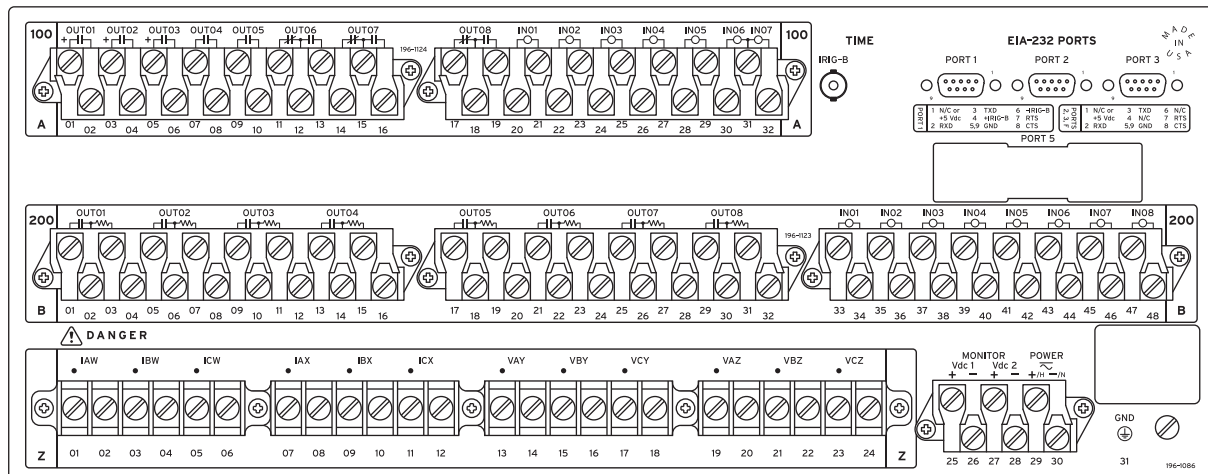 100 OUT01 OUT02 OUT03 OUT04 OUT05 OUT06 OUT07 OUT08 IN01 IN02 IN03 IN04 IN05 IN06 IN07 100
+ + +
196-1124
A 01 02 03 04 05 06 07 08 09 10 11 12 13 14 15 16 17 18 19 20 21 22 23 24 25 26 27 28 29 30 31 32 A
TIME
IRIG-B
EIA-232 PORTS
MADE IN USA
PORT 1 PORT 2 PORT 3
9 1 9 1 9 1
PORT 1
1 N/C or 3 TXD 6 -IRIG-B
+5 Vdc 4 +IRIG-B 7 RTS
2 RXD 5,9 GND 8 CTS
PORTS 2, 3, F
1 N/C or 3 TXD 6 N/C
+5 Vdc 4 N/C 7 RTS
2 RXD 5,9 GND 8 CTS
PORT 5
200 OUT01 OUT02 OUT03 OUT04 OUT05 OUT06 OUT07 OUT08 IN01 IN02 IN03 IN04 IN05 IN06 IN07 IN08 200
196-1123
B 01 02 03 04 05 06 07 08 09 10 11 12 13 14 15 16 17 18 19 20 21 22 23 24 25 26 27 28 29 30 31 32 33 34 35 36 37 38 39 40 41 42 43 44 45 46 47 48 B
DANGER
IAW IBW ICW IAX IBX ICX VAY VBY VCY VAZ VBZ VCZ
Z 01 02 03 04 05 06 07 08 09 10 11 12 13 14 15 16 17 18 19 20 21 22 23 24 Z
MONITOR POWER
Vdc 1 Vdc 2
+ − + − +/H −/N
25 26 27 28 29 30
GND
31
196-1086